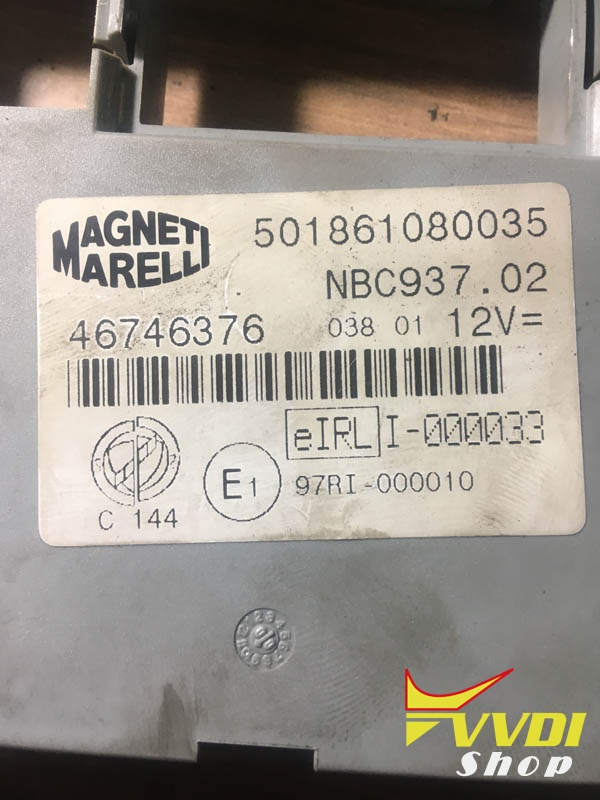 MAGNETI
MARELLI
501861080035
NBC937.02
46746376
038 01 12V=
eIRL I-000033
E1
97RI-000010
C 144
VVDI
Shop